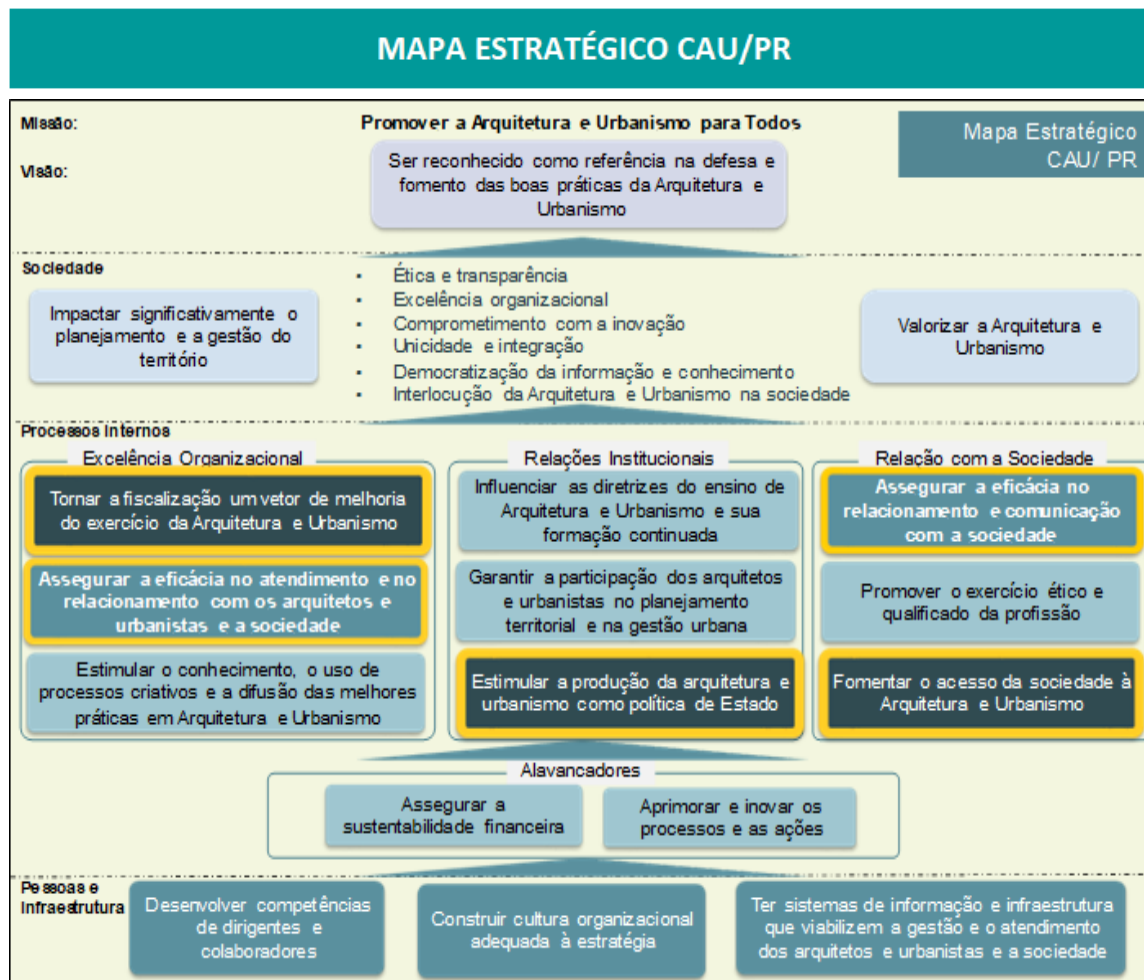 MAPA ESTRATÉGICO CAU/PR
Missão:
Promover a Arquitetura e Urbanismo para Todos
Mapa Estratégico
CAU/ PR
Visão:
Ser reconhecido como referência na defesa e
fomento das boas práticas da Arquitetura e
Urbanismo
Sociedade
Impactar significativamente o
planejamento e a gestão do
território
• Ética e transparência
• Excelência organizacional
• Comprometimento com a inovação
• Unicidade e integração
• Democratização da informação e conhecimento
• Interlocução da Arquitetura e Urbanismo na sociedade
Valorizar a Arquitetura e
Urbanismo
Processos Internos
Excelência Organizacional
Tornar a fiscalização um vetor de melhoria
do exercício da Arquitetura e Urbanismo
Assegurar a eficácia no atendimento e no
relacionamento com os arquitetos e
urbanistas e a sociedade
Estimular o conhecimento, o uso de
processos criativos e a difusão das melhores
práticas em Arquitetura e Urbanismo
Relações Institucionais
Influenciar as diretrizes do ensino de
Arquitetura e Urbanismo e sua
formação continuada
Garantir a participação dos arquitetos
e urbanistas no planejamento
territorial e na gestão urbana
Estimular a produção da arquitetura e
urbanismo como política de Estado
Relação com a Sociedade
Assegurar a eficácia no
relacionamento e comunicação
com a sociedade
Promover o exercício ético e
qualificado da profissão
Fomentar o acesso da sociedade à
Arquitetura e Urbanismo
Alavancadores
Assegurar a
sustentabilidade financeira
Aprimorar e inovar os
processos e as ações
Pessoas e
Infraestrutura
Desenvolver competências
de dirigentes e
colaboradores
Construir cultura organizacional
adequada à estratégia
Ter sistemas de informação e infraestrutura
que viabilizem a gestão e o atendimento
dos arquitetos e urbanistas e a sociedade